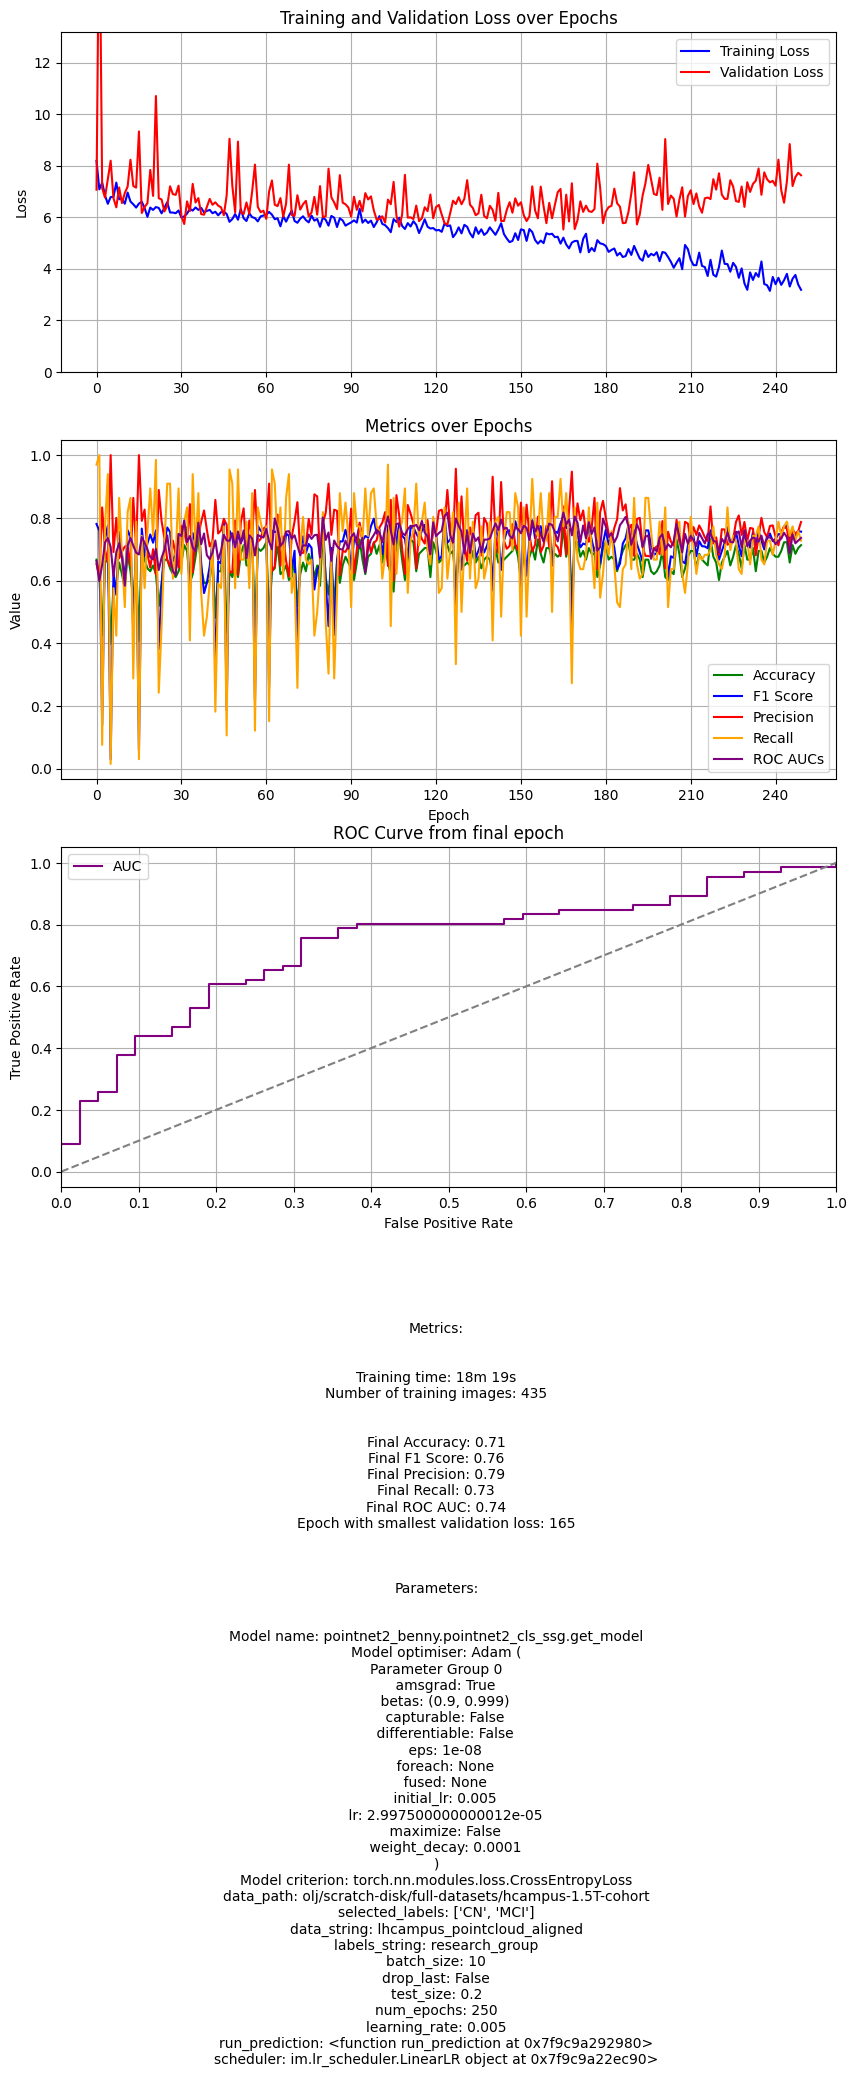 Training and Validation Loss over Epochs
Loss
12
10
8
6
4
2
0
Training Loss
Validation Loss
0 30 60 90 120 150 180 210 240
Metrics over Epochs
Value
1.0
0.8
0.6
0.4
0.2
0.0
Accuracy
F1 Score
Precision
Recall
ROC AUCs
0 30 60 90 120 150 180 210 240
Epoch
ROC Curve from final epoch
AUC
True Positive Rate
1.0
0.8
0.6
0.4
0.2
0.0
0.0 0.1 0.2 0.3 0.4 0.5 0.6 0.7 0.8 0.9 1.0
False Positive Rate
Metrics:
Training time: 18m 19s
Number of training images: 435
Final Accuracy: 0.71
Final F1 Score: 0.76
Final Precision: 0.79
Final Recall: 0.73
Final ROC AUC: 0.74
Epoch with smallest validation loss: 165
Parameters:
Model name: pointnet2_benny.pointnet2_cls_ssg.get_model
Model optimiser: Adam (
Parameter Group 0
amsgrad: True
betas: (0.9, 0.999)
capturable: False
differentiable: False
eps: 1e-08
foreach: None
fused: None
initial_lr: 0.005
lr: 2.997500000000012e-05
maximize: False
weight_decay: 0.0001
)
Model criterion: torch.nn.modules.loss.CrossEntropyLoss
data_path: olj/scratch-disk/full-datasets/hcampus-1.5T-cohort
selected_labels: ['CN', 'MCI']
data_string: lhcampus_pointcloud_aligned
labels_string: research_group
batch_size: 10
drop_last: False
test_size: 0.2
num_epochs: 250
learning_rate: 0.005
run_prediction: <function run_prediction at 0x7f9c9a292980>
scheduler: im.lr_scheduler.LinearLR object at 0x7f9c9a22ec90>